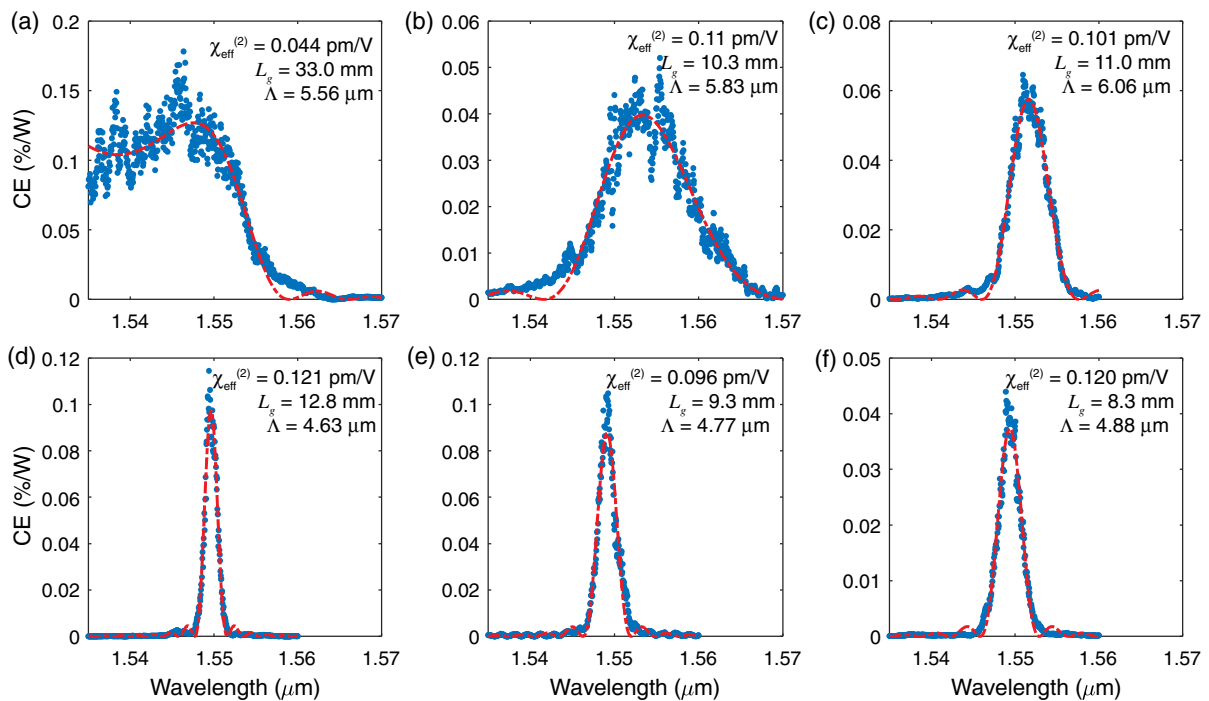 (a)
0.2
0.15
0.1
0.05
0
CE (%/W)
χeff(2) = 0.044 pm/V
Lg = 33.0 mm
Λ = 5.56 μm
1.54 1.55 1.56 1.57
(b)
0.06
0.05
0.04
0.03
0.02
0.01
0
χeff(2) = 0.11 pm/V
Lg = 10.3 mm
Λ = 5.83 μm
1.54 1.55 1.56 1.57
(c)
0.08
0.06
0.04
0.02
0
χeff(2) = 0.101 pm/V
Lg = 11.0 mm
Λ = 6.06 μm
1.54 1.55 1.56 1.57
(d)
0.12
0.1
0.08
0.06
0.04
0.02
0
CE (%/W)
χeff(2) = 0.121 pm/V
Lg = 12.8 mm
Λ = 4.63 μm
1.54 1.55 1.56 1.57
Wavelength (μm)
(e)
0.12
0.1
0.08
0.06
0.04
0.02
0
χeff(2) = 0.096 pm/V
Lg = 9.3 mm
Λ = 4.77 μm
1.54 1.55 1.56 1.57
Wavelength (μm)
(f)
0.05
0.04
0.03
0.02
0.01
0
χeff(2) = 0.120 pm/V
Lg = 8.3 mm
Λ = 4.88 μm
1.54 1.55 1.56 1.57
Wavelength (μm)